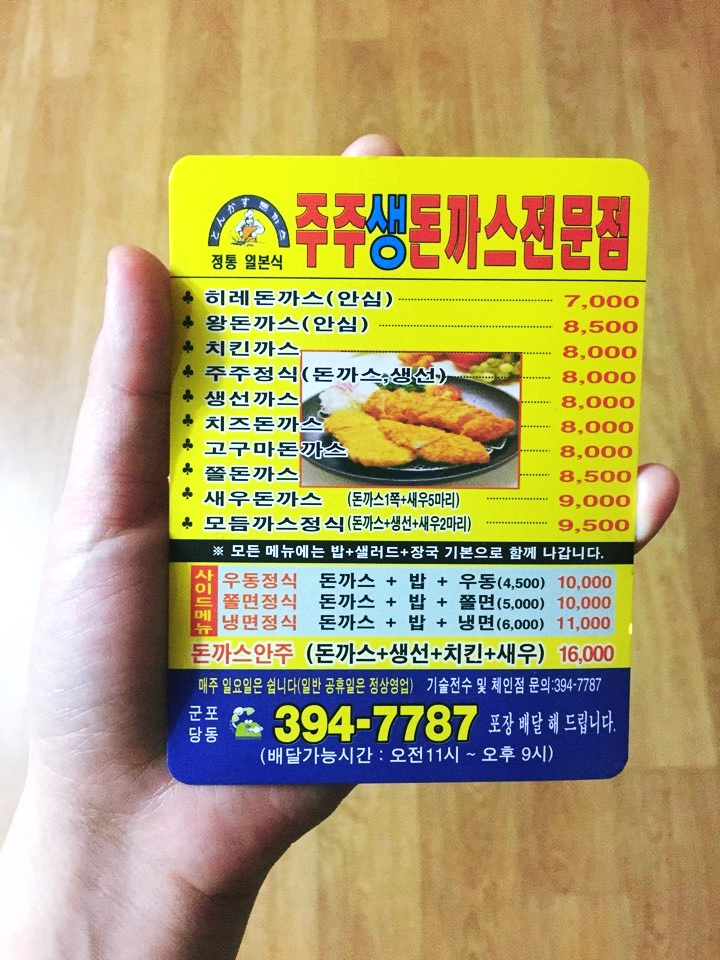 とんかす 돈까스
정통 일본식
주주생돈까스전문점
♣ 히레돈까스(안심) 7,000
♣ 왕돈까스(안심) 8,500
♣ 치킨까스 8,000
♣ 주주정식(돈까스,생선) 8,000
♣ 생선까스 8,000
♣ 치즈돈까스 8,000
♣ 고구마돈까스 8,000
♣ 쫄돈까스 8,500
♣ 새우돈까스 (돈까스1쪽+새우5마리) 9,000
♣ 모듬까스정식(돈까스+생선+새우2마리) 9,500
※ 모든 메뉴에는 밥+샐러드+장국 기본으로 함께 나갑니다.
사이드메뉴
우동정식 돈까스 + 밥 + 우동(4,500) 10,000
쫄면정식 돈까스 + 밥 + 쫄면(5,000) 10,000
냉면정식 돈까스 + 밥 + 냉면(6,000) 11,000
돈까스안주 (돈까스+생선+치킨+새우) 16,000
매주 일요일은 쉽니다(일반 공휴일은 정상영업) 기술전수 및 체인점 문의:394-7787
군포
당동
394-7787 포장 배달 해 드립니다.
(배달가능시간 : 오전11시 ~ 오후 9시)